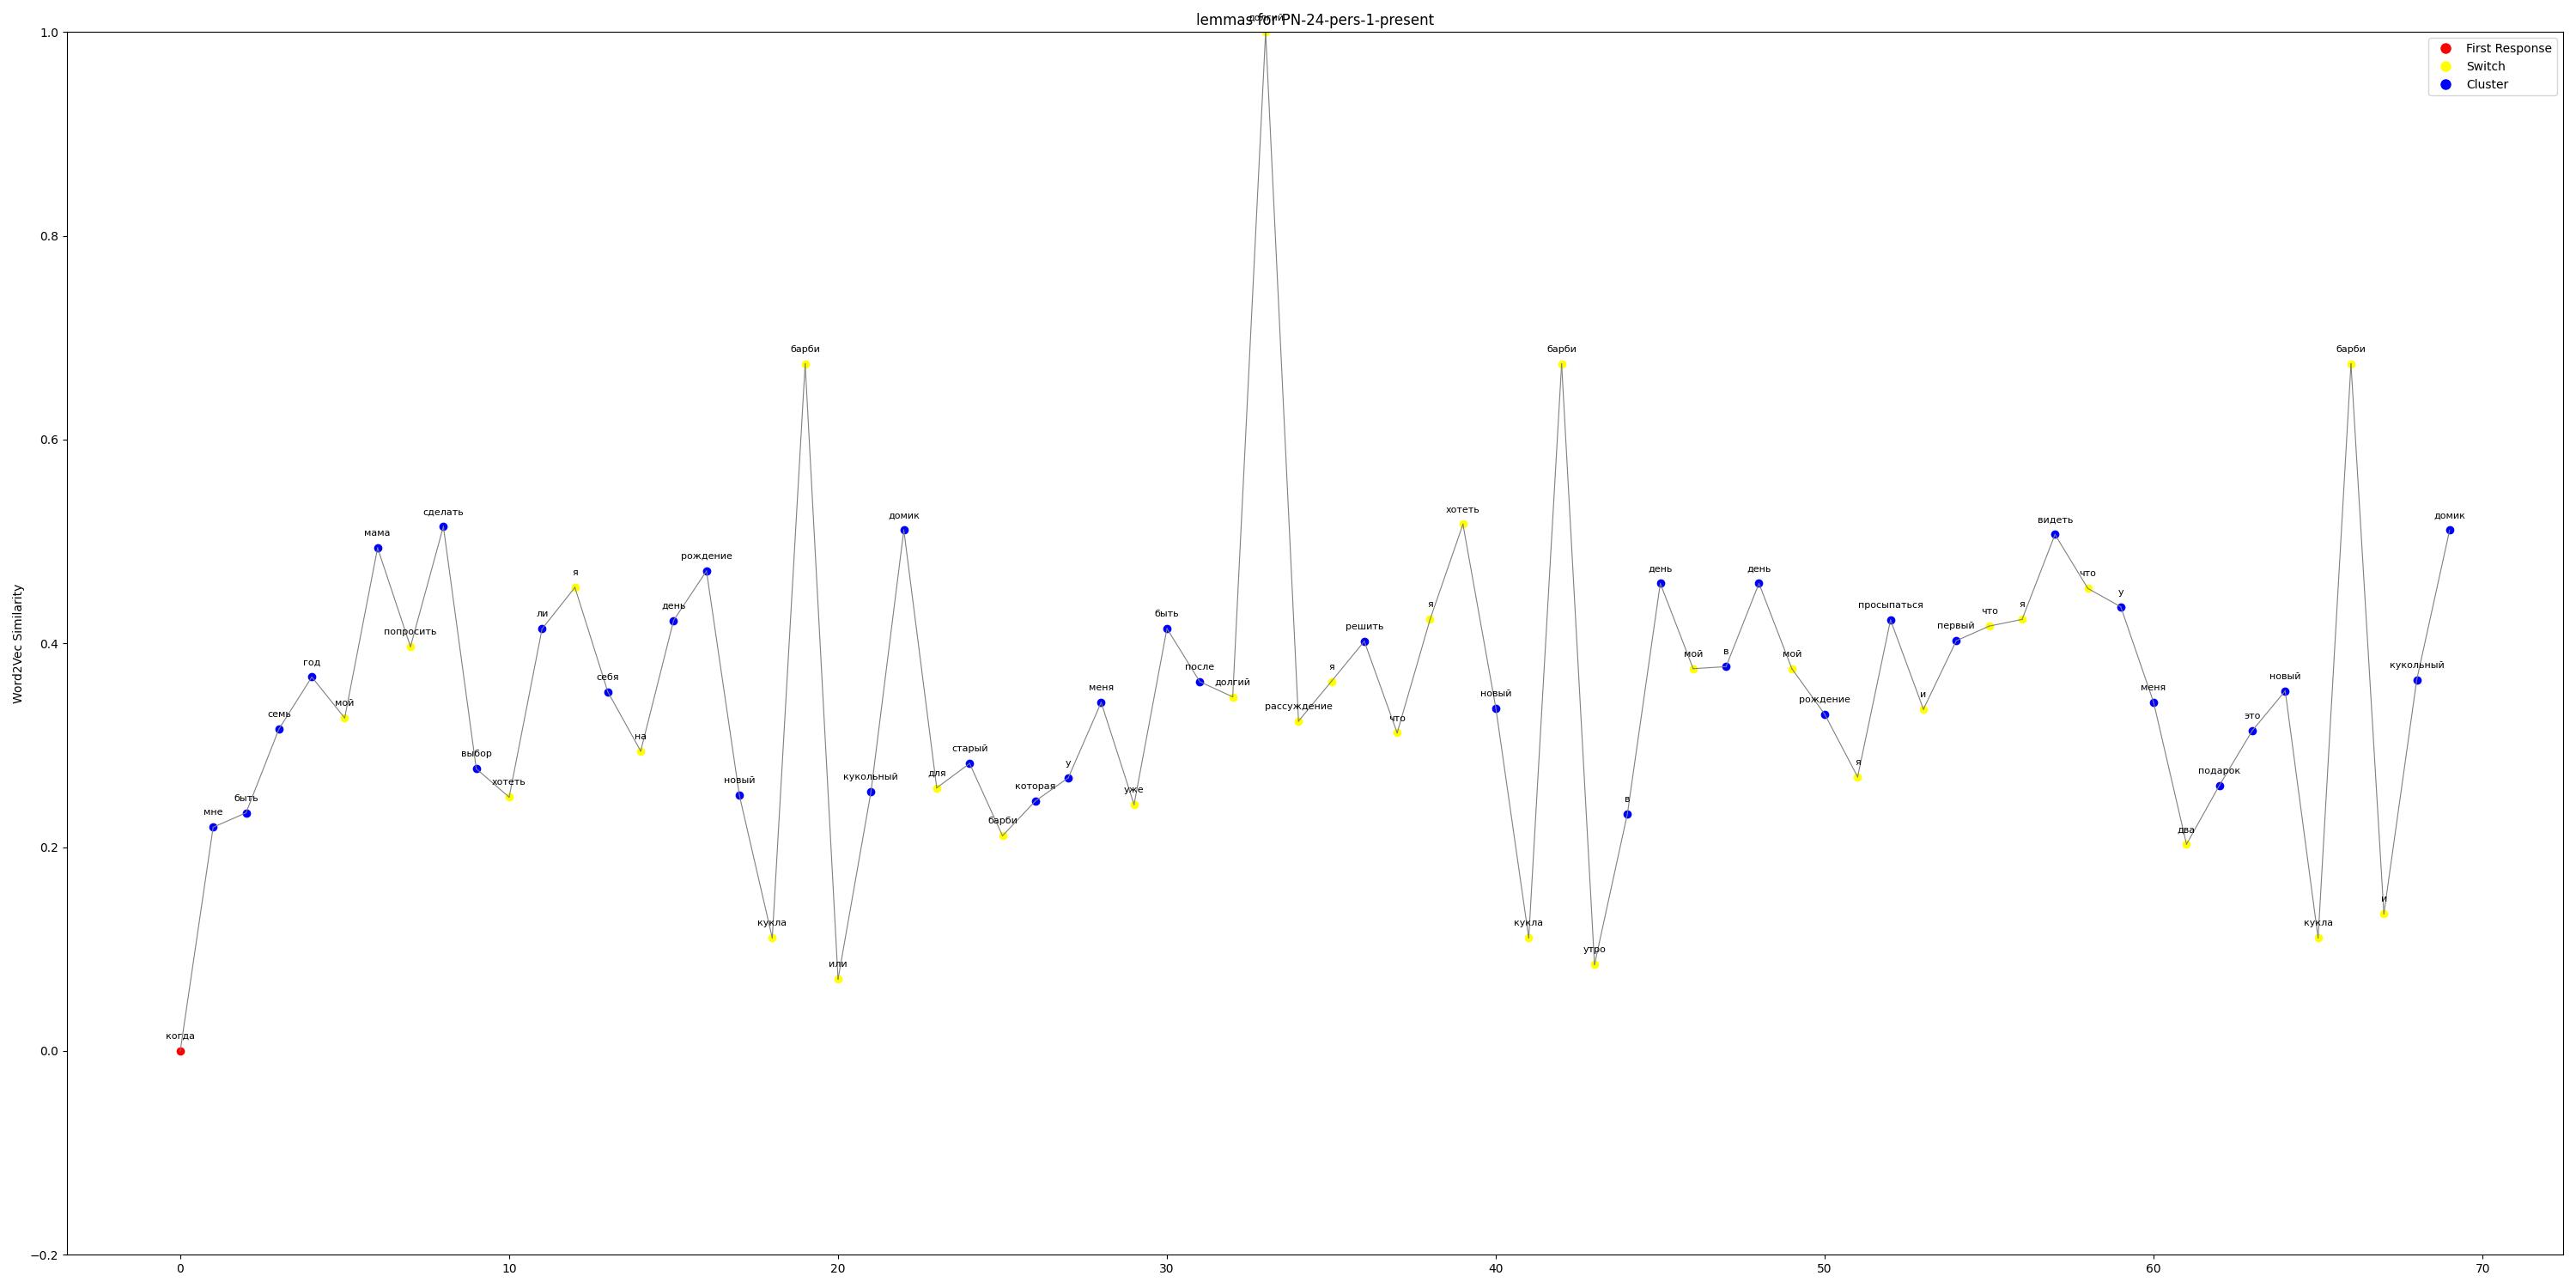 lemmas for PN-24-pers-1-present
First Response
Switch
Cluster
Word2Vec Similarity
1.0
0.8
0.6
0.4
0.2
0.0
−0.2
когда
мне
быть
семь
год
мой
мама
попросить
сделать
выбор
хотеть
ли
я
себя
на
день
рождение
новый
кукла
барби
или
кукольный
домик
для
старый
барби
которая
у
меня
уже
быть
после
долгий
долгий
рассуждение
я
решить
что
я
хотеть
новый
кукла
барби
утро
в
день
мой
в
день
мой
рождение
я
просыпаться
и
первый
что
я
видеть
что
у
меня
два
подарок
это
новый
кукла
барби
и
кукольный
домик
0
10
20
30
40
50
60
70